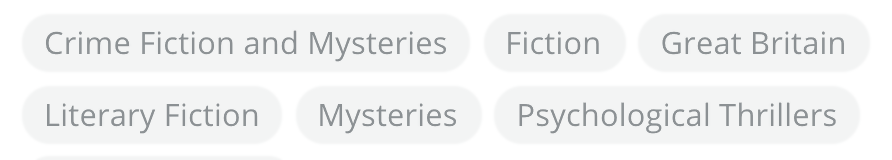 Crime Fiction and Mysteries Fiction Great Britain
Literary Fiction Mysteries Psychological Thrillers